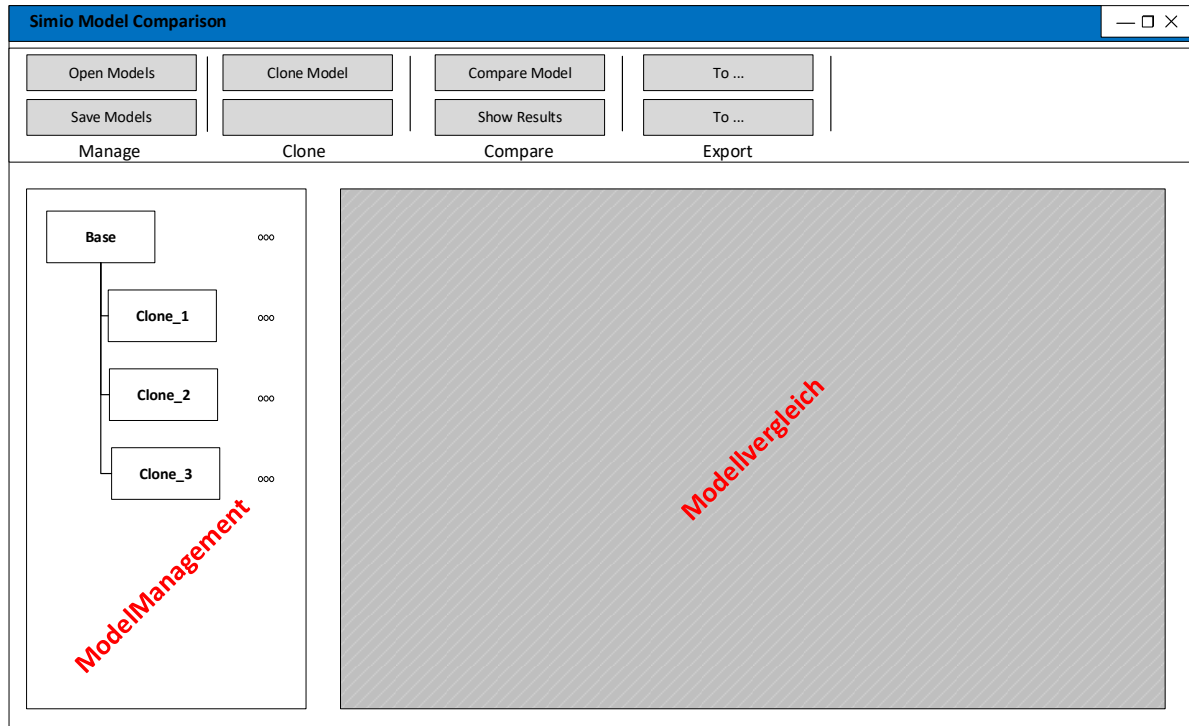 Simio Model Comparison
Open Models
Clone Model
Compare Model
To ...
Save Models
Show Results
To ...
Manage
Clone
Compare
Export
Base
Clone_1
Clone_2
Clone_3
ModelManagement
Modellvergleich